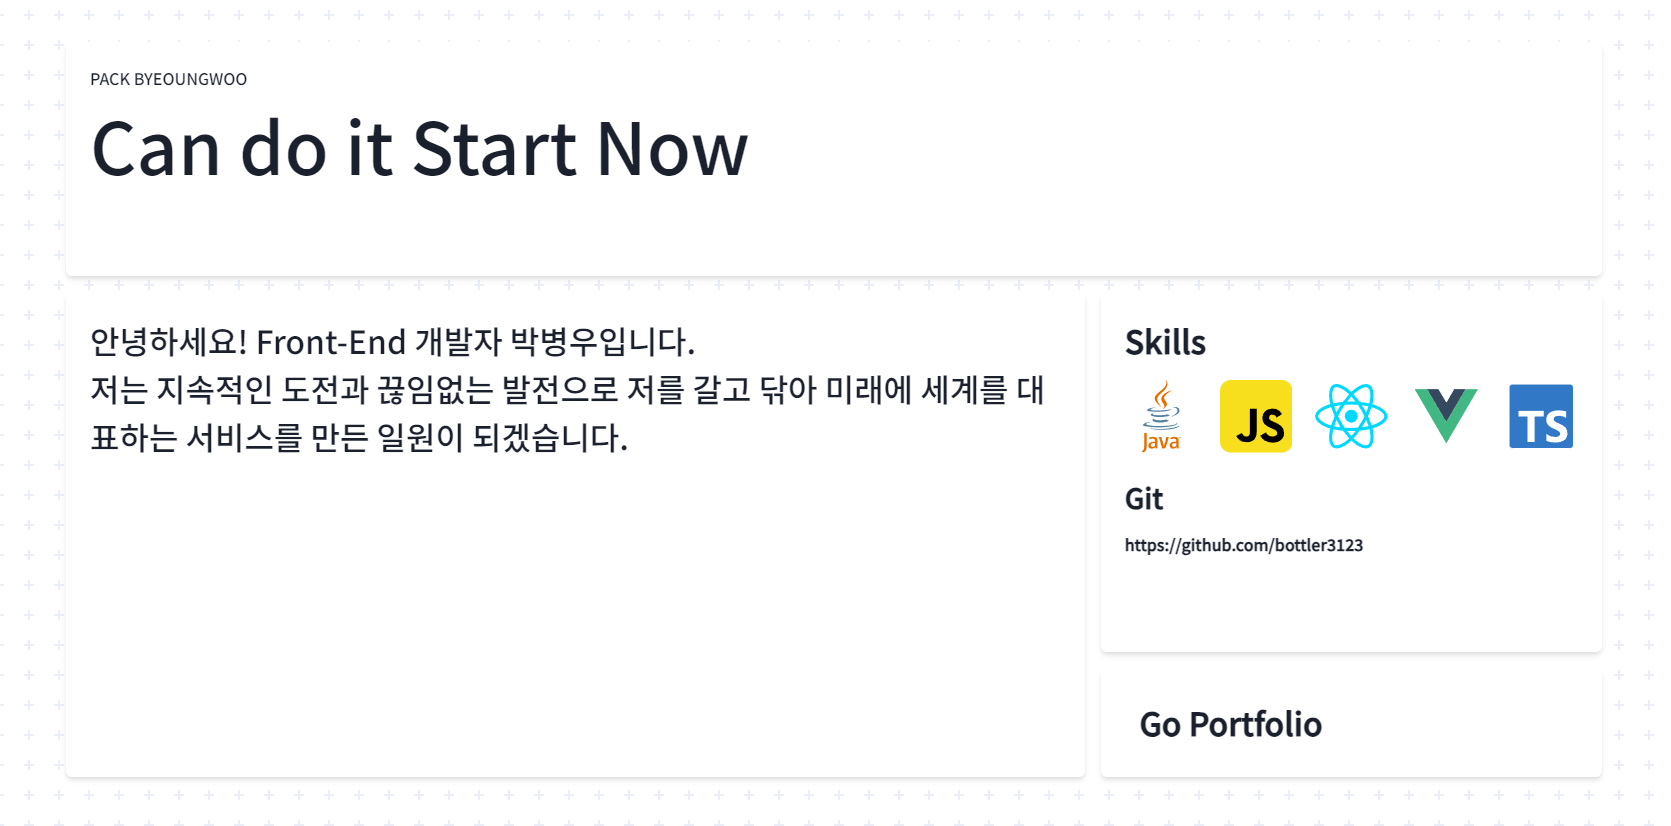 PACK BYEOUNGWOO
Can do it Start Now
안녕하세요! Front-End 개발자 박병우입니다.
저는 지속적인 도전과 끊임없는 발전으로 저를 갈고 닦아 미래에 세계를 대
표하는 서비스를 만든 일원이 되겠습니다.
Skills
Java
JS
TS
Git
https://github.com/bottler3123
Go Portfolio